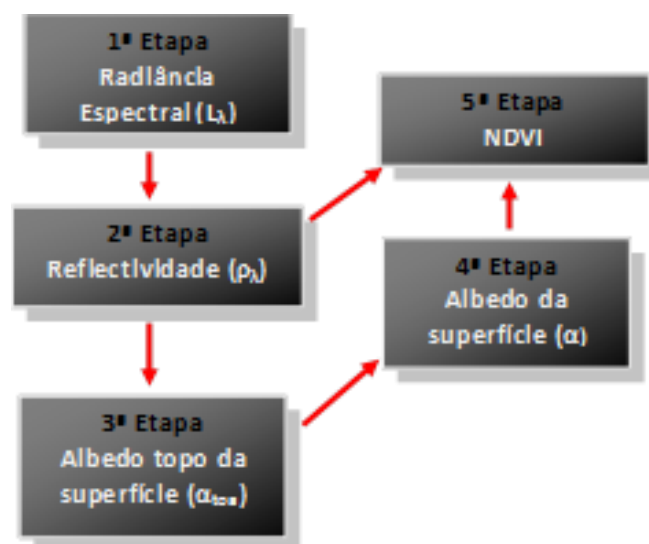 1ª Etapa
Radiância
Espectral (Lλ)
2ª Etapa
Reflectividade (ρλ)
3ª Etapa
Albedo topo da
superfície (αtoa)
4ª Etapa
Albedo da
superfície (α)
5ª Etapa
NDVI